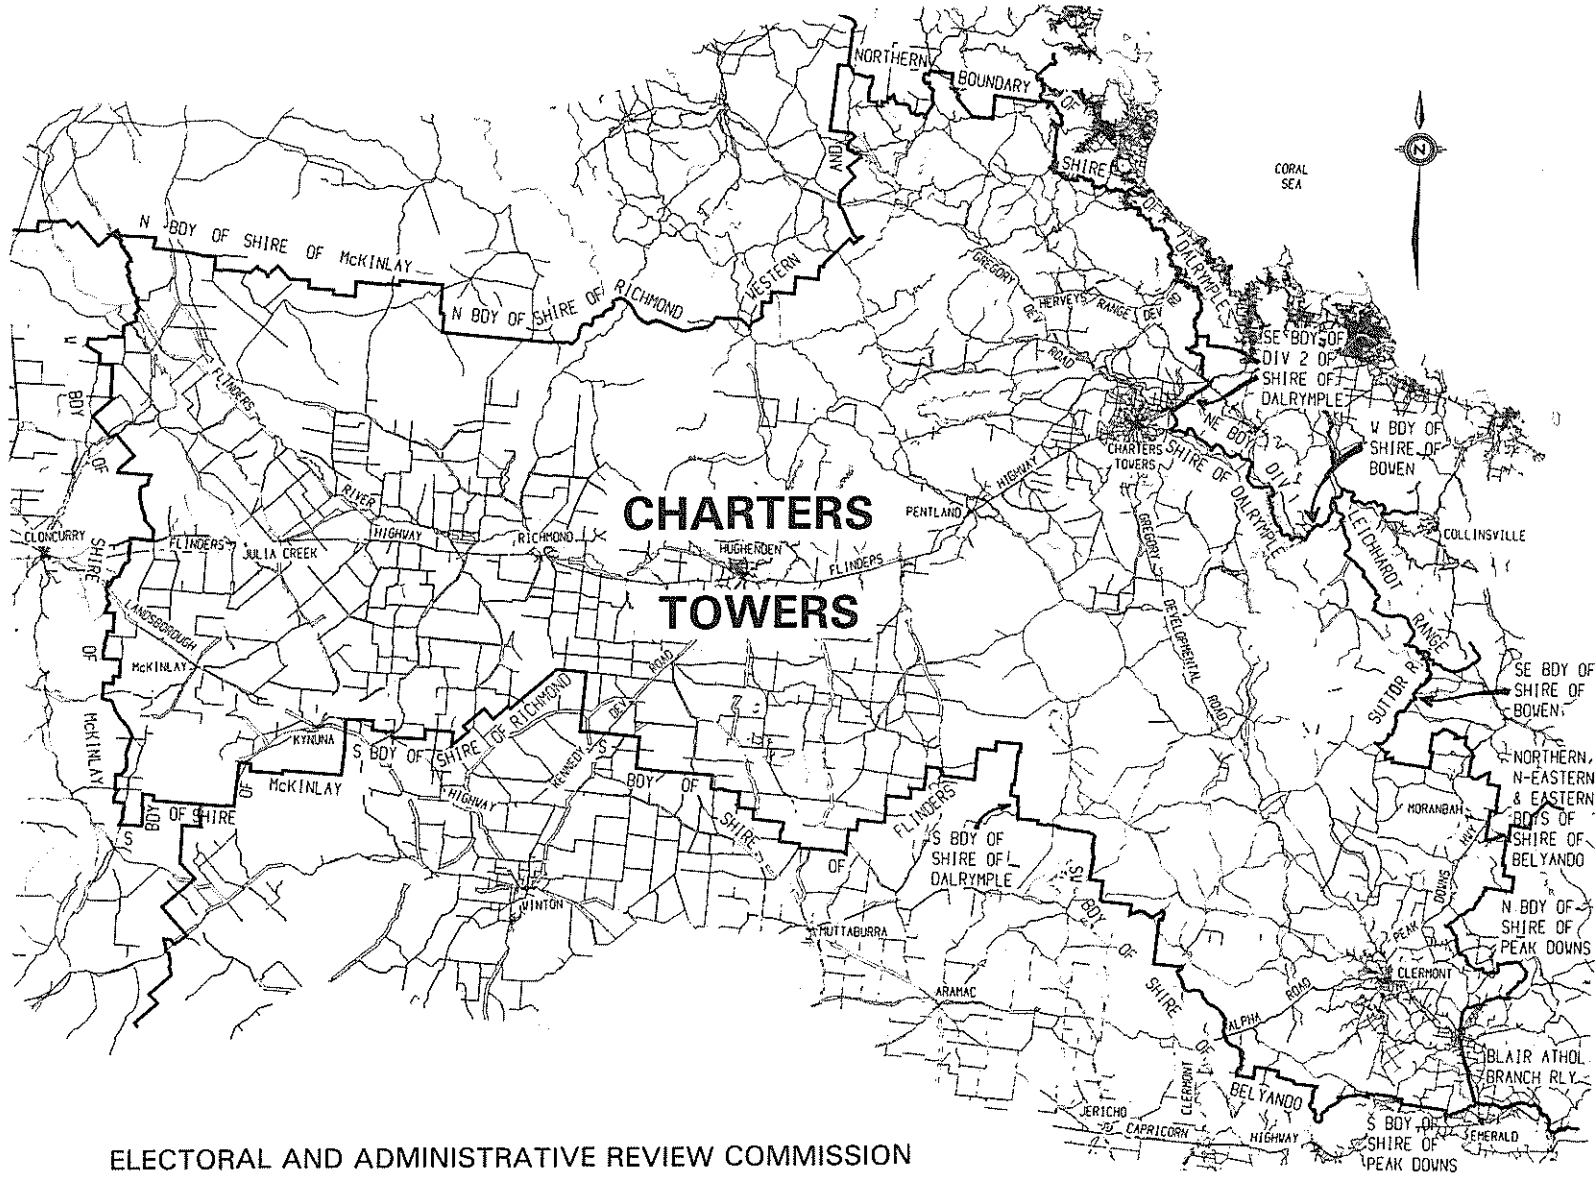 NORTHERN
BOUNDARY
OF
SHIRE
OF
DALRYMPLE
AND
WESTERN
CORAL
SEA
N
N BDY OF SHIRE OF McKINLAY
N BDY OF SHIRE OF RICHMOND
GREGORY
DEV
ROAD
HERVEYS RANGE DEV
RD
SE BDY OF
DIV 2 OF
SHIRE OF
DALRYMPLE
W BDY OF
SHIRE OF
BOWEN
NE BDY
DIV 1
SHIRE OF DALRYMPLE
CHARTERS
TOWERS
W
BDY
OF
SHIRE
OF
McKINLAY
FLINDERS
RIVER
HIGHWAY
CHARTERS
TOWERS
PENTLAND
HIGHWAY
CLONCURRY
FLINDERS
JULIA CREEK
RICHMOND
HUGHENDEN
FLINDERS
GREGORY
DEVELOPMENTAL
ROAD
LEICHHARDT
RANGE
COLLINSVILLE
LANDSBOROUGH
McKINLAY
SUTTOR R
SE BDY OF
SHIRE OF
BOWEN
KYNUNA
S BDY OF
SHIRE OF RICHMOND
KENNEDY
DEV
ROAD
S
BDY OF
SHIRE
OF
FLINDERS
S
BDY OF SHIRE
OF
McKINLAY
HIGHWAY
NORTHERN,
N-EASTERN
& EASTERN
BDYS OF
SHIRE OF
BELYANDO
MORANBAH
S BDY OF
SHIRE OF
DALRYMPLE
WINTON
MUTTABURRA
ARAMAC
SW
BDY
OF
SHIRE
OF
BELYANDO
PEAK
DOWNS
HWY
N BDY OF
SHIRE OF
PEAK DOWNS
CLERMONT
ALPHA
ROAD
BLAIR ATHOL
BRANCH RLY
CLERMONT
JERICHO
CAPRICORN
HIGHWAY
S BDY OF
SHIRE OF
PEAK DOWNS
EMERALD
ELECTORAL AND ADMINISTRATIVE REVIEW COMMISSION